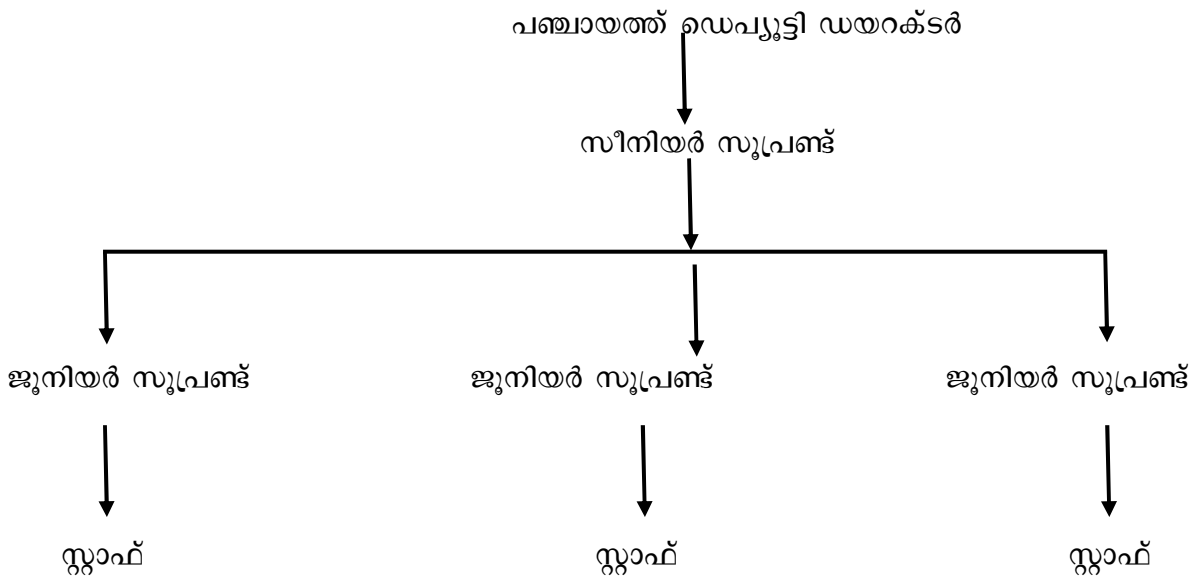 പഞ്ചായത്ത് ഡെപ്യൂട്ടി ഡയറക്ടർ
സീനിയർ സൂപ്രണ്ട്
ജൂനിയർ സൂപ്രണ്ട് ജൂനിയർ സൂപ്രണ്ട് ജൂനിയർ സൂപ്രണ്ട്
സ്റ്റാഫ് സ്റ്റാഫ് സ്റ്റാഫ്